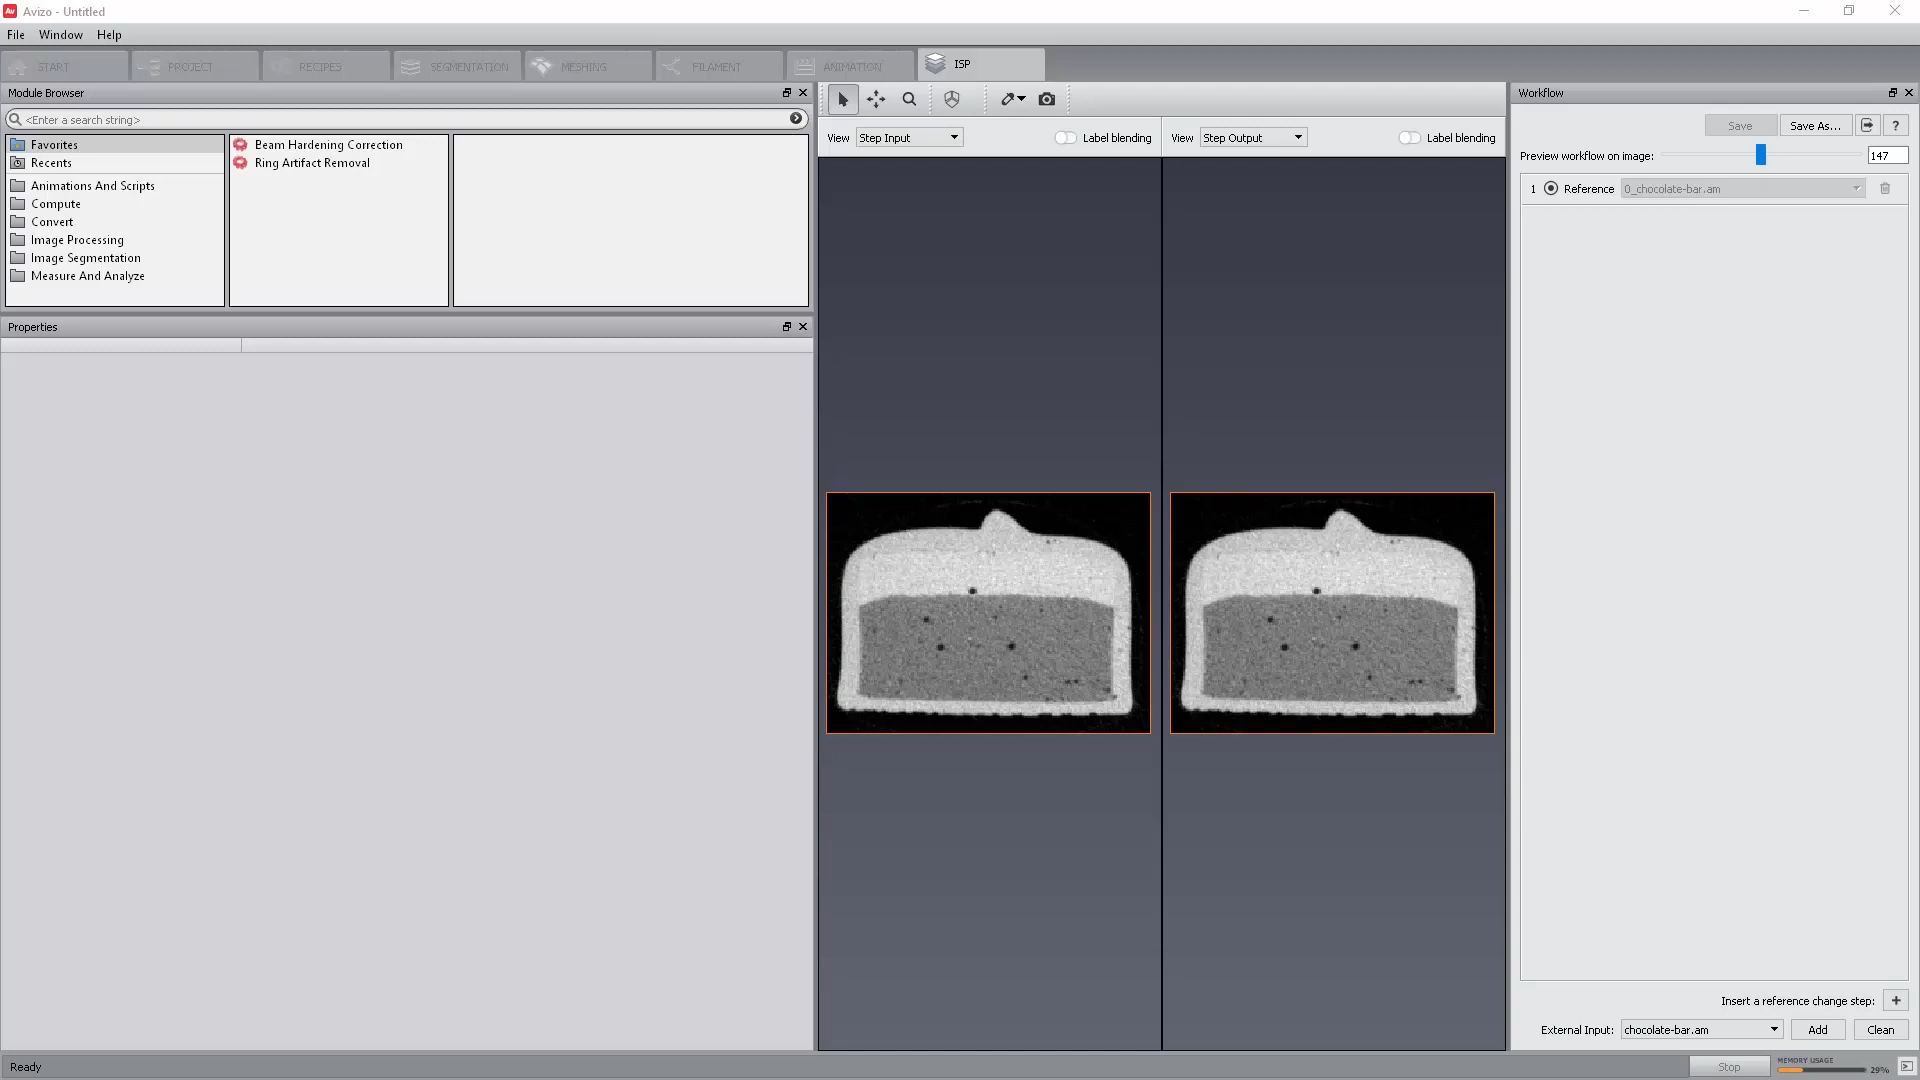 Av Avizo - Untitled
File Window Help
START PROJECT RECIPES SEGMENTATION MESHING FILAMENT ANIMATION ISP
Module Browser
<Enter a search string>
Favorites
Recents
Animations And Scripts
Compute
Convert
Image Processing
Image Segmentation
Measure And Analyze
Beam Hardening Correction
Ring Artifact Removal
Properties
View Step Input Label blending
View Step Output Label blending
Workflow
Save Save As... ?
Preview workflow on image: 147
1 Reference 0_chocolate-bar.am
Insert a reference change step: +
External Input: chocolate-bar.am Add Clean
Ready
Stop MEMORY USAGE 29%